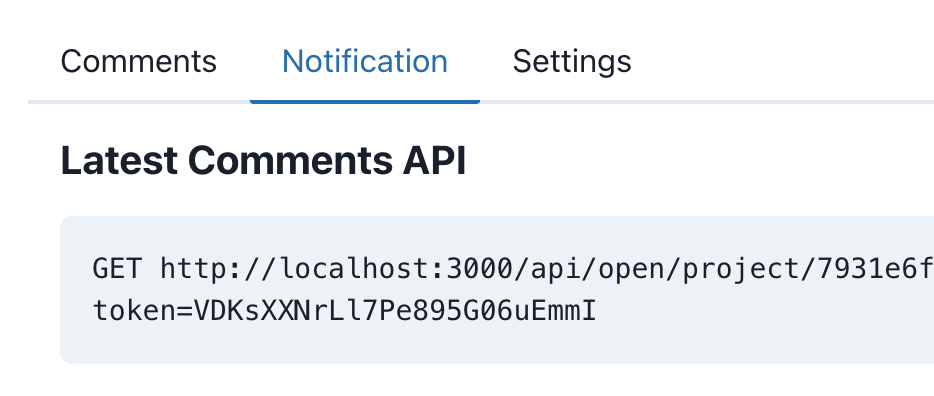 Comments Notification Settings
Latest Comments API
GET http://localhost:3000/api/open/project/7931e6f
token=VDKsXXNrLl7Pe895G06uEmmI